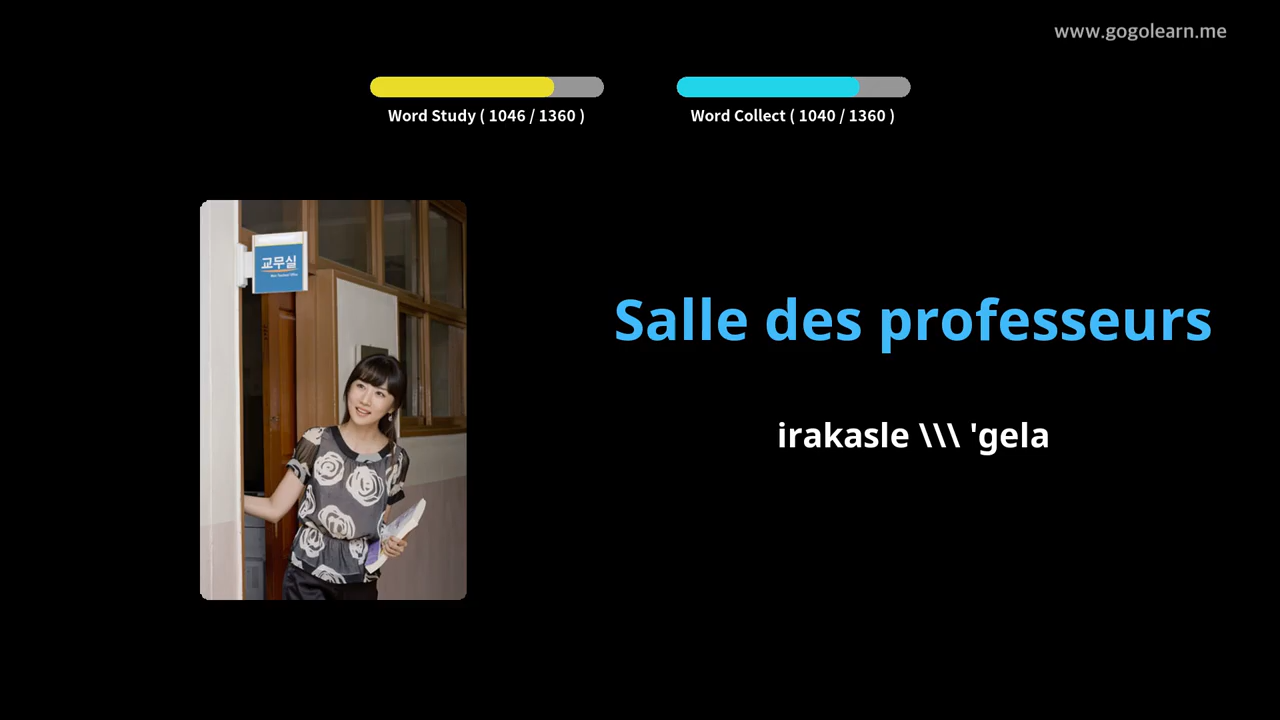 www.gogolearn.me
Word Study ( 1046 / 1360 )
Word Collect ( 1040 / 1360 )
교무실
Salle des professeurs
irakasle \\\ 'gela